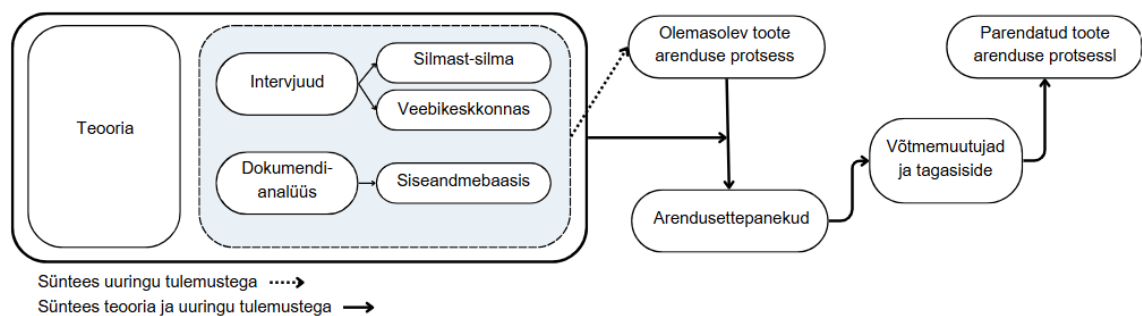 Teooria
Intervjuud
Silmast-silma
Veebikeskkonnas
Dokumendi-
analüüs
Siseandmebaasis
Olemasolev toote
arenduse protsess
Arendusettepanekud
Võtmemuutujad
ja tagasiside
Parendatud toote
arenduse protsessl
Süntees uuringu tulemustega
Süntees teooria ja uuringu tulemustega